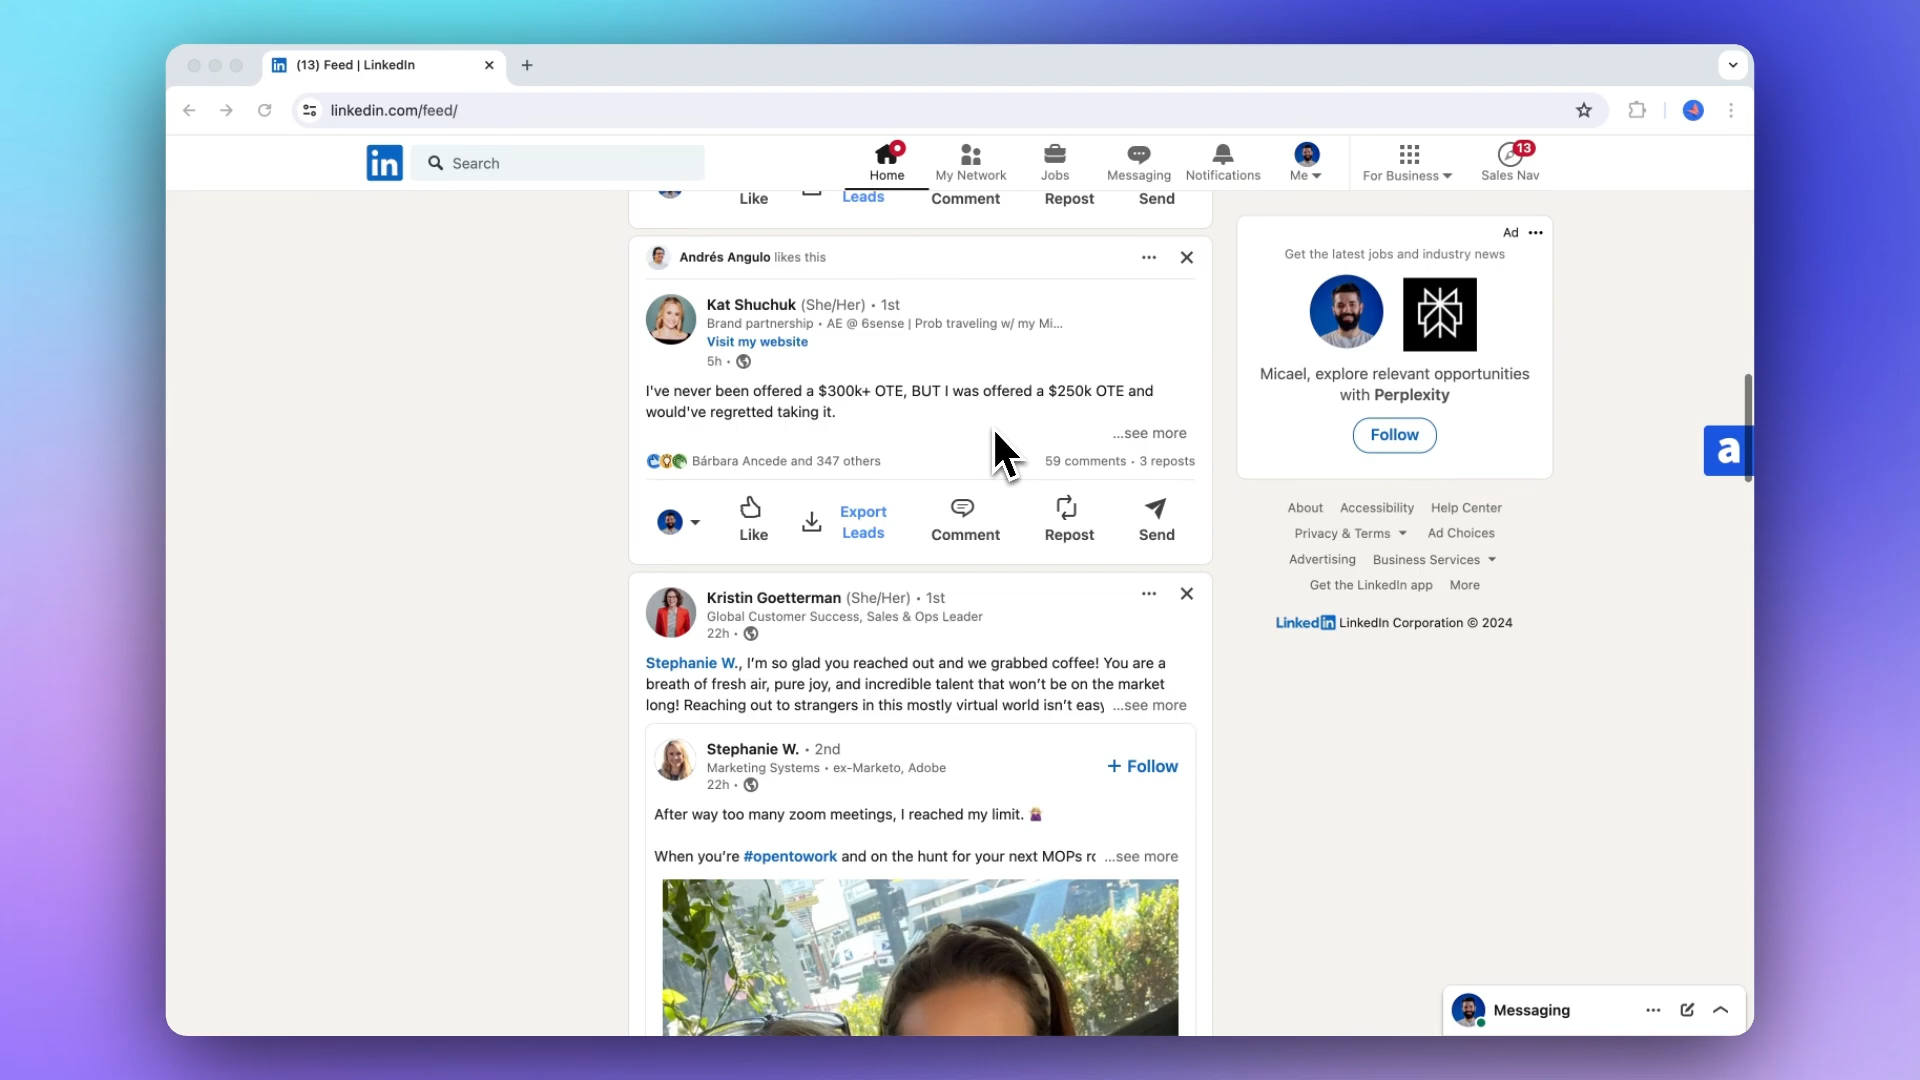 (13) Feed | LinkedIn
linkedin.com/feed/
in
Search
Home
My Network
Jobs
Messaging
Notifications
Me
For Business
13
Sales Nav
Like
Leads
Comment
Repost
Send
Andrés Angulo likes this
Kat Shuchuk (She/Her) • 1st
Brand partnership • AE @ 6sense | Prob traveling w/ my Mi...
Visit my website
5h •
I've never been offered a $300k+ OTE, BUT I was offered a $250k OTE and
would've regretted taking it.
...see more
Bárbara Ancede and 347 others
59 comments • 3 reposts
Like
Export
Leads
Comment
Repost
Send
Kristin Goetterman (She/Her) • 1st
Global Customer Success, Sales & Ops Leader
22h •
Stephanie W., I'm so glad you reached out and we grabbed coffee! You are a
breath of fresh air, pure joy, and incredible talent that won't be on the market
long! Reaching out to strangers in this mostly virtual world isn't easy ...see more
Stephanie W. • 2nd
Marketing Systems • ex-Marketo, Adobe
22h •
+ Follow
After way too many zoom meetings, I reached my limit.
When you're #opentowork and on the hunt for your next MOPs ro ...see more
Ad
Get the latest jobs and industry news
Micael, explore relevant opportunities
with Perplexity
Follow
a
About Accessibility Help Center
Privacy & Terms Ad Choices
Advertising Business Services
Get the LinkedIn app More
Linkedin LinkedIn Corporation © 2024
Messaging